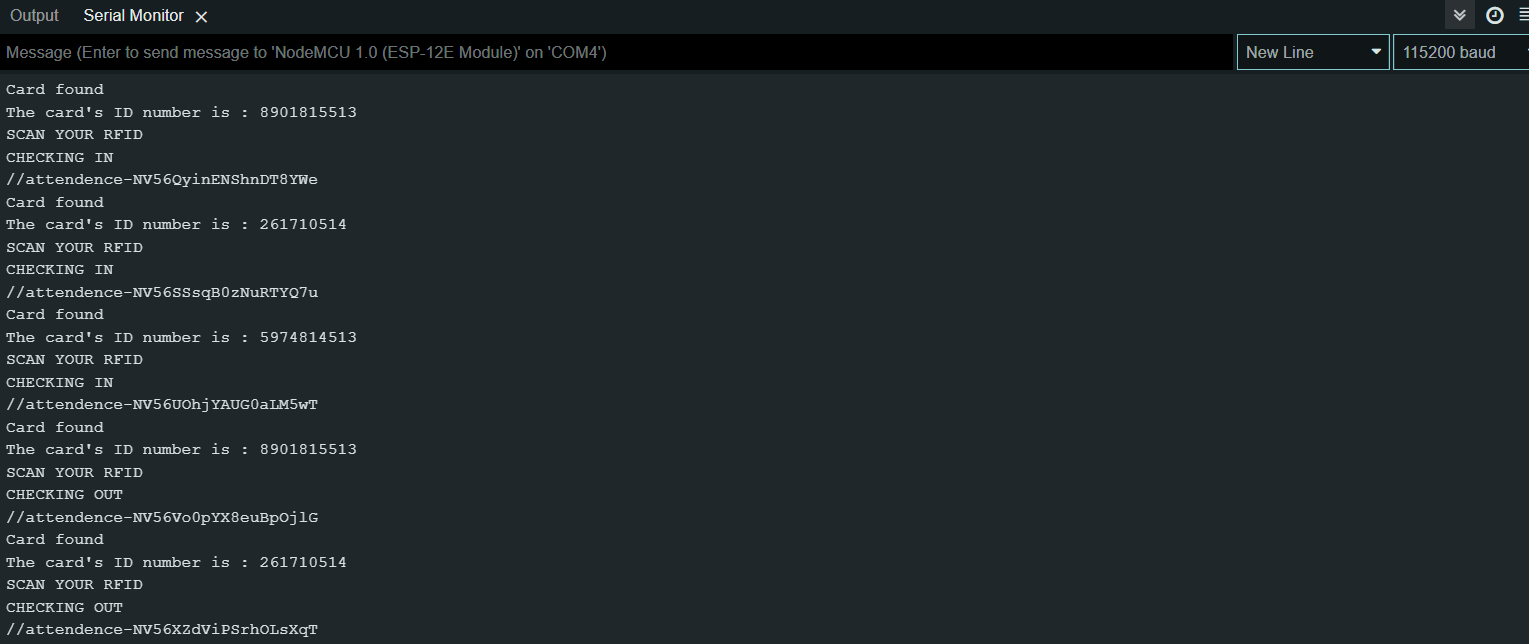 Output Serial Monitor
Message (Enter to send message to 'NodeMCU 1.0 (ESP-12E Module)' on 'COM4') New Line 115200 baud
Card found
The card's ID number is : 8901815513
SCAN YOUR RFID
CHECKING IN
//attendence-NV56QyinENShnDT8YWe
Card found
The card's ID number is : 261710514
SCAN YOUR RFID
CHECKING IN
//attendence-NV56SSsqB0zNuRTYQ7u
Card found
The card's ID number is : 5974814513
SCAN YOUR RFID
CHECKING IN
//attendence-NV56UOhjYAUG0aLM5wT
Card found
The card's ID number is : 8901815513
SCAN YOUR RFID
CHECKING OUT
//attendence-NV56Vo0pYX8euBpOjlG
Card found
The card's ID number is : 261710514
SCAN YOUR RFID
CHECKING OUT
//attendence-NV56XZdViPSrhOLsXqT